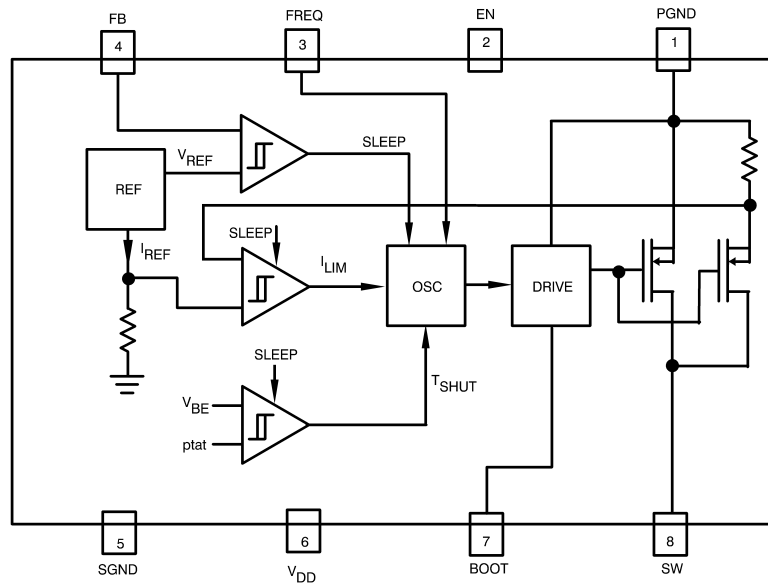 FB
FREQ
EN
PGND
4
3
2
1
SLEEP
VREF
REF
SLEEP
IREF
ILIM
OSC
DRIVE
SLEEP
TSHUT
VBE
ptat
5
6
7
8
SGND
VDD
BOOT
SW